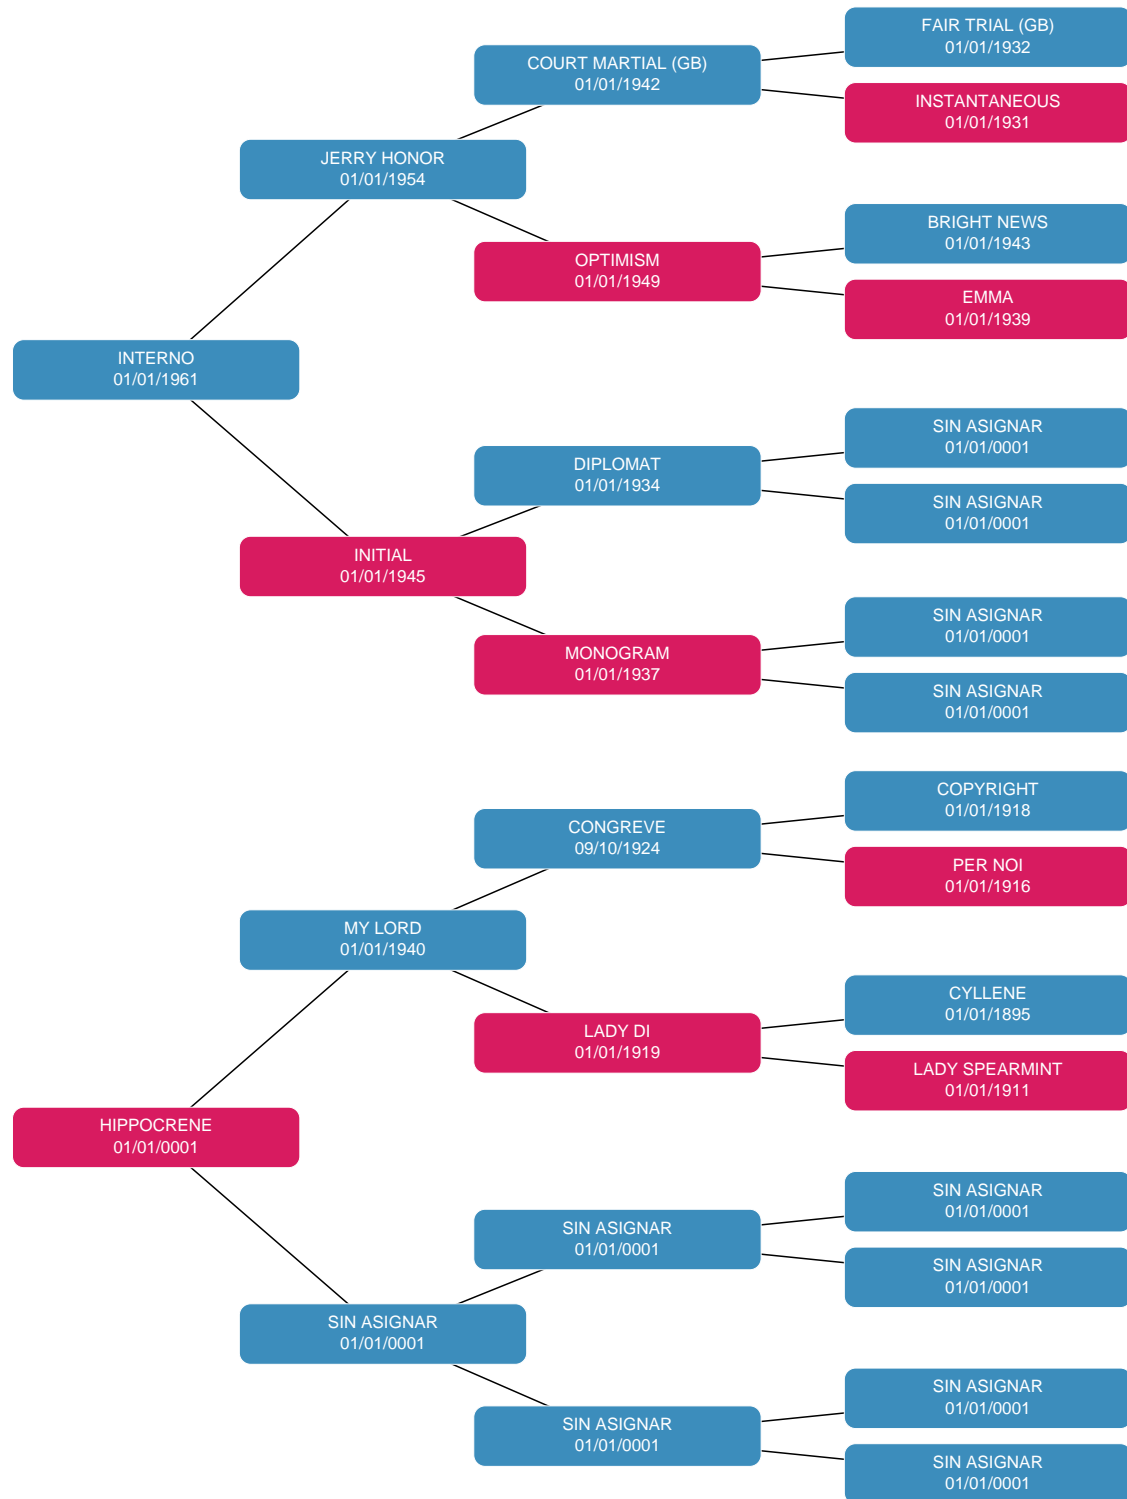 FAIR TRIAL (GB)
01/01/1932
COURT MARTIAL (GB)
01/01/1942
INSTANTANEOUS
01/01/1931
JERRY HONOR
01/01/1954
BRIGHT NEWS
01/01/1943
OPTIMISM
01/01/1949
EMMA
01/01/1939
INTERNO
01/01/1961
SIN ASIGNAR
01/01/0001
DIPLOMAT
01/01/1934
SIN ASIGNAR
01/01/0001
INITIAL
01/01/1945
SIN ASIGNAR
01/01/0001
MONOGRAM
01/01/1937
SIN ASIGNAR
01/01/0001
COPYRIGHT
01/01/1918
CONGREVE
09/10/1924
PER NOI
01/01/1916
MY LORD
01/01/1940
CYLLENE
01/01/1895
LADY DI
01/01/1919
LADY SPEARMINT
01/01/1911
HIPPOCRENE
01/01/0001
SIN ASIGNAR
01/01/0001
SIN ASIGNAR
01/01/0001
SIN ASIGNAR
01/01/0001
SIN ASIGNAR
01/01/0001
SIN ASIGNAR
01/01/0001
SIN ASIGNAR
01/01/0001
SIN ASIGNAR
01/01/0001